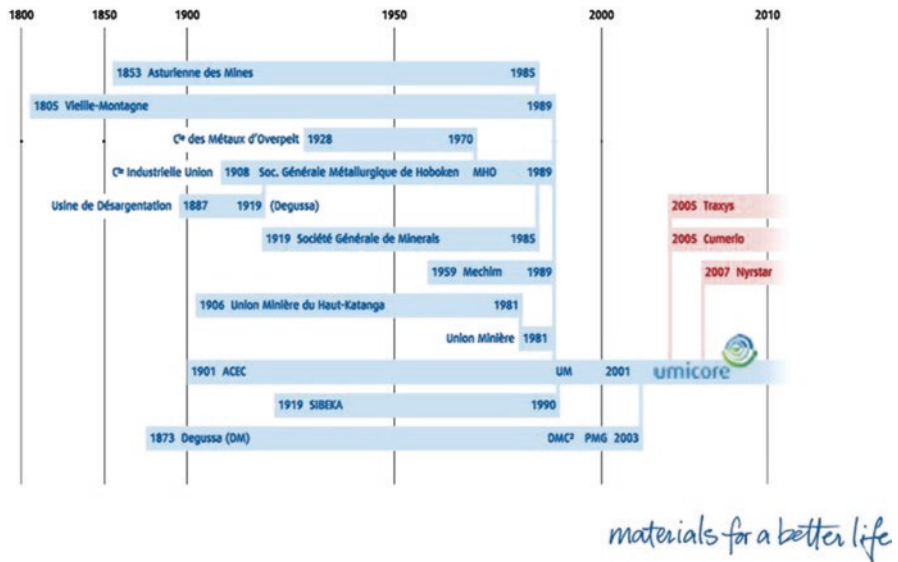 1800 1850 1900 1950 2000 2010
1853 Asturienne des Mines 1985
1805 Vieille-Montagne 1989
Cie des Métaux d'Overpelt 1928 1970
Cie Industrielle Union 1908 Soc. Générale Métallurgique de Hoboken MHO 1989
Usine de Désargentation 1887 1919 (Degussa) 2005 Traxys
1919 Société Générale de Minerais 1985 2005 Cumerio
1959 Mechim 1989 2007 Nyrstar
1906 Union Minière du Haut-Katanga 1981
Union Minière 1981
1901 ACEC UM 2001 umicore
1919 SIBEKA 1990
1873 Degussa (DM) DMC² PMG 2003
materials for a better life